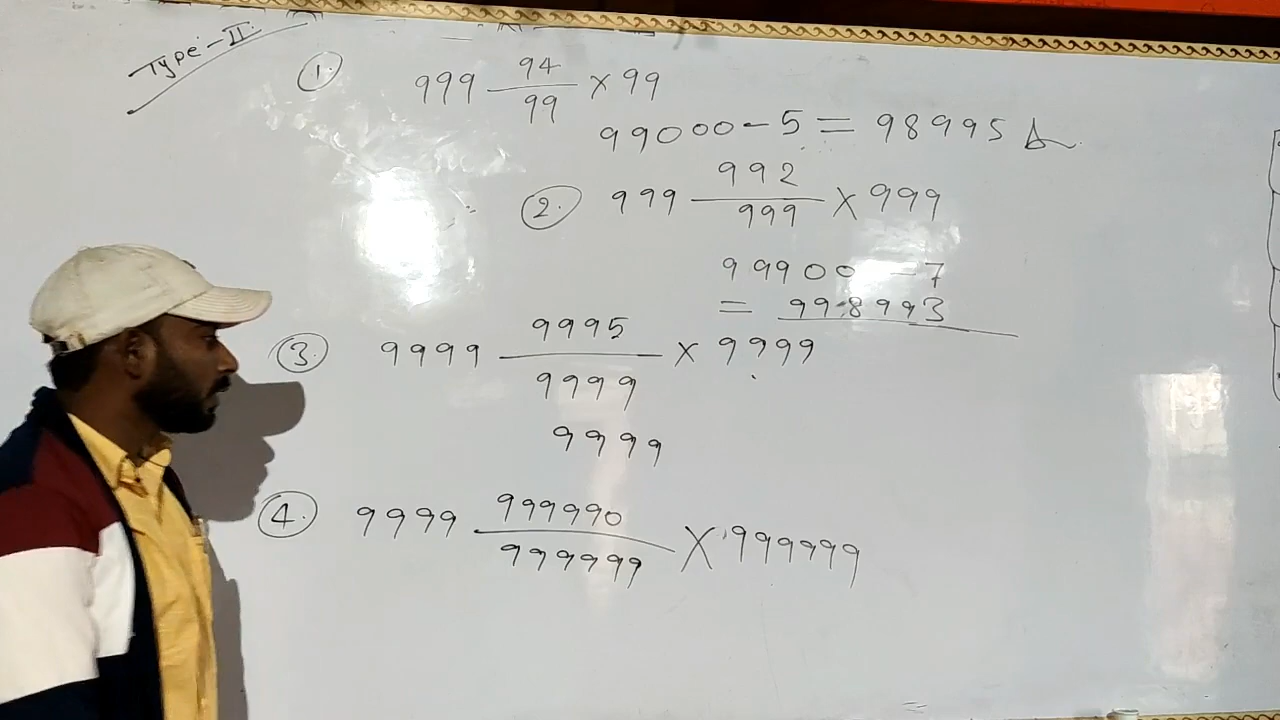 Type-II.
1. 999 94/99 × 99
99000 - 5 = 98995 A
2. 999 992/999 × 999
99900 - 7
= 998993
3. 9999 9995/9999 × 9999
9999
4. 9999 999990/999999 × 999999